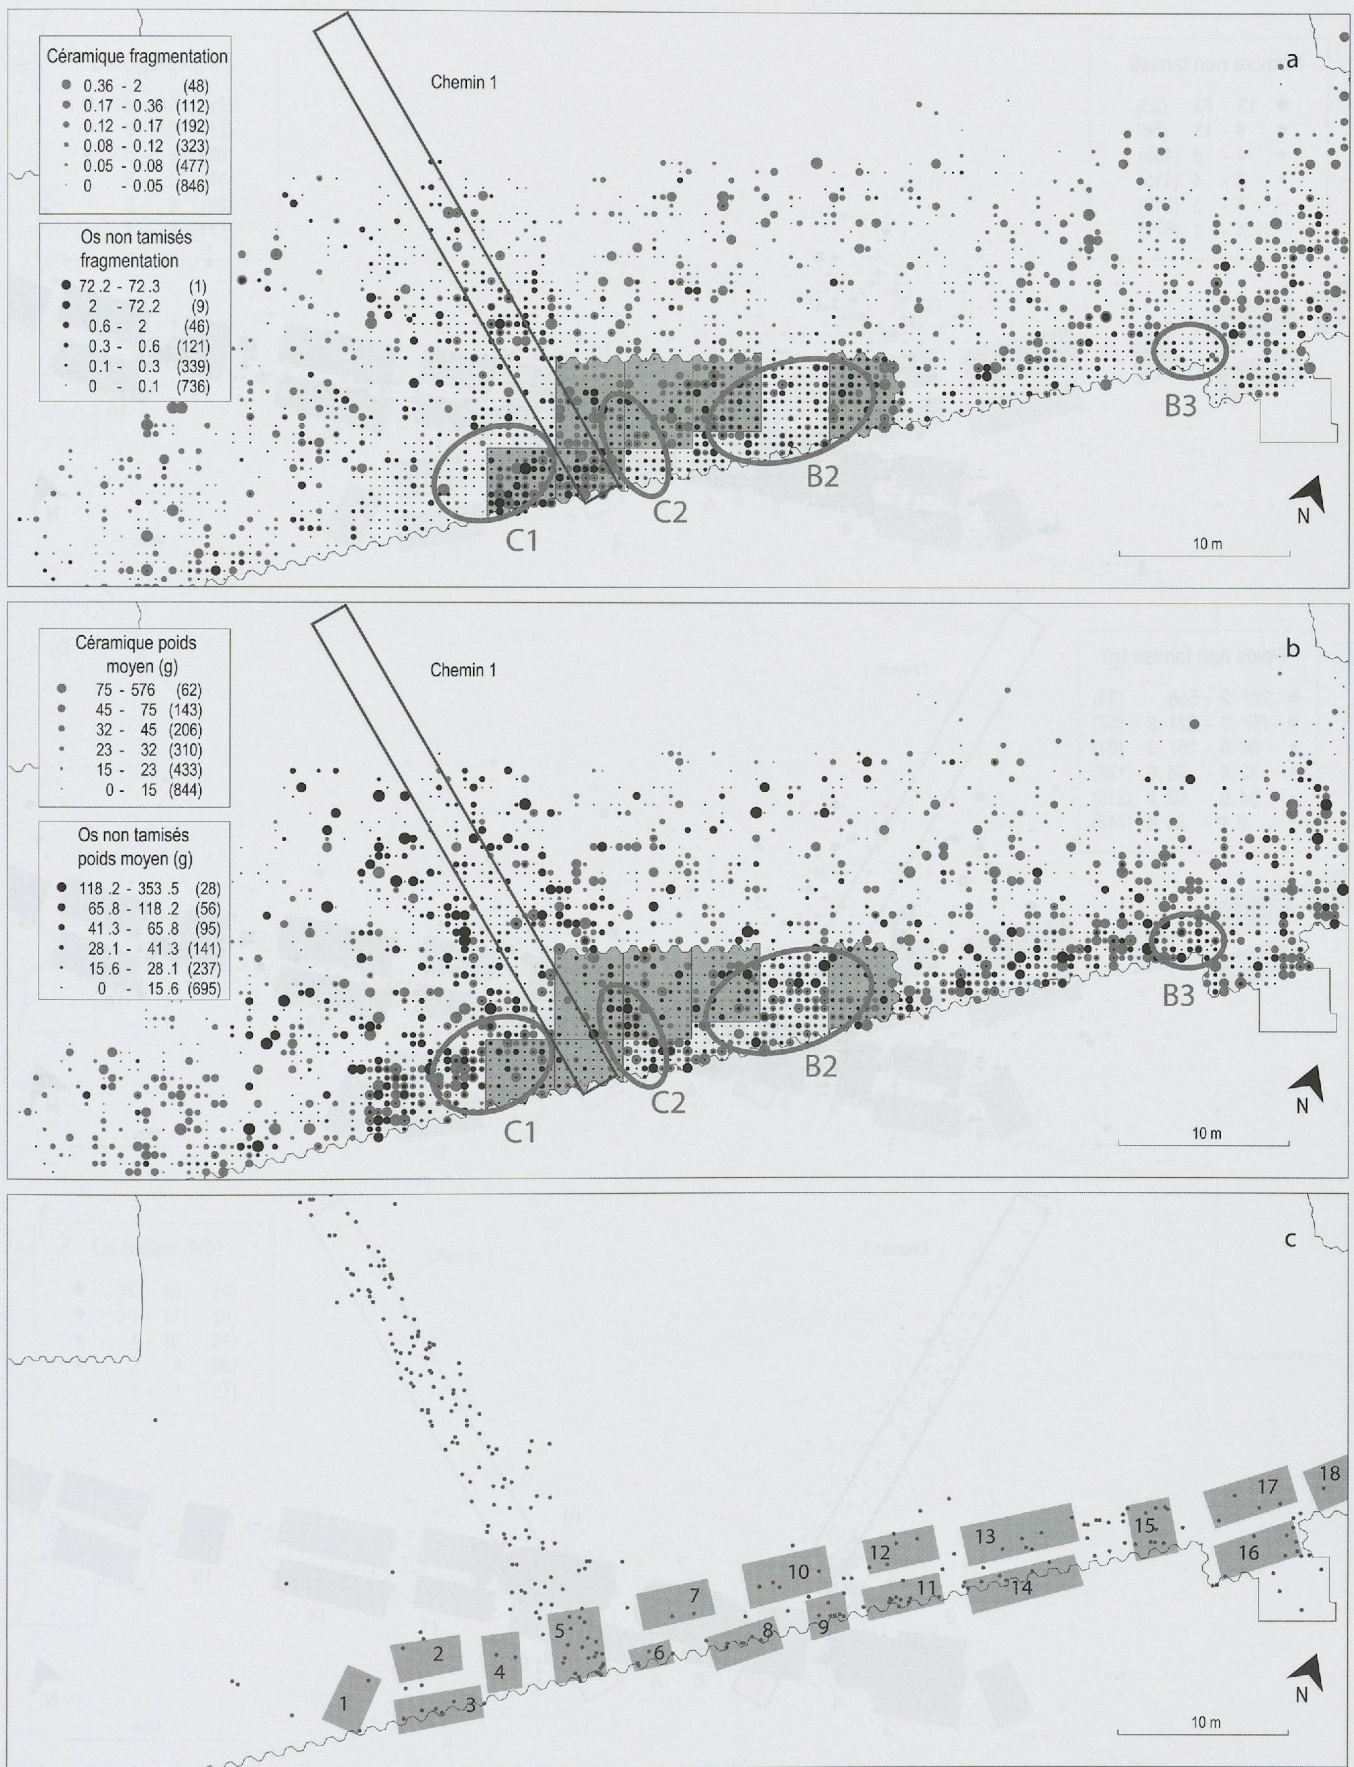 a
Céramique fragmentation
0.36 - 2 (48)
0.17 - 0.36 (112)
0.12 - 0.17 (192)
0.08 - 0.12 (323)
0.05 - 0.08 (477)
0 - 0.05 (846)
Os non tamisés
fragmentation
72.2 - 72.3 (1)
2 - 72.2 (9)
0.6 - 2 (46)
0.3 - 0.6 (121)
0.1 - 0.3 (339)
0 - 0.1 (736)
Chemin 1
C1
C2
B2
B3
N
10 m
b
Céramique poids
moyen (g)
75 - 576 (62)
45 - 75 (143)
32 - 45 (206)
23 - 32 (310)
15 - 23 (433)
0 - 15 (844)
Os non tamisés
poids moyen (g)
118.2 - 353.5 (28)
65.8 - 118.2 (56)
41.3 - 65.8 (95)
28.1 - 41.3 (141)
15.6 - 28.1 (237)
0 - 15.6 (695)
Chemin 1
C1
C2
B2
B3
N
10 m
c
1
2
3
4
5
6
7
8
9
10
11
12
13
14
15
16
17
18
N
10 m